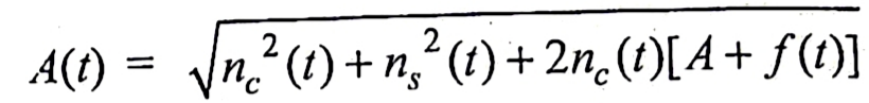 A(t) = √n_c²(t) + n_s²(t) + 2n_c(t)[A + f(t)]